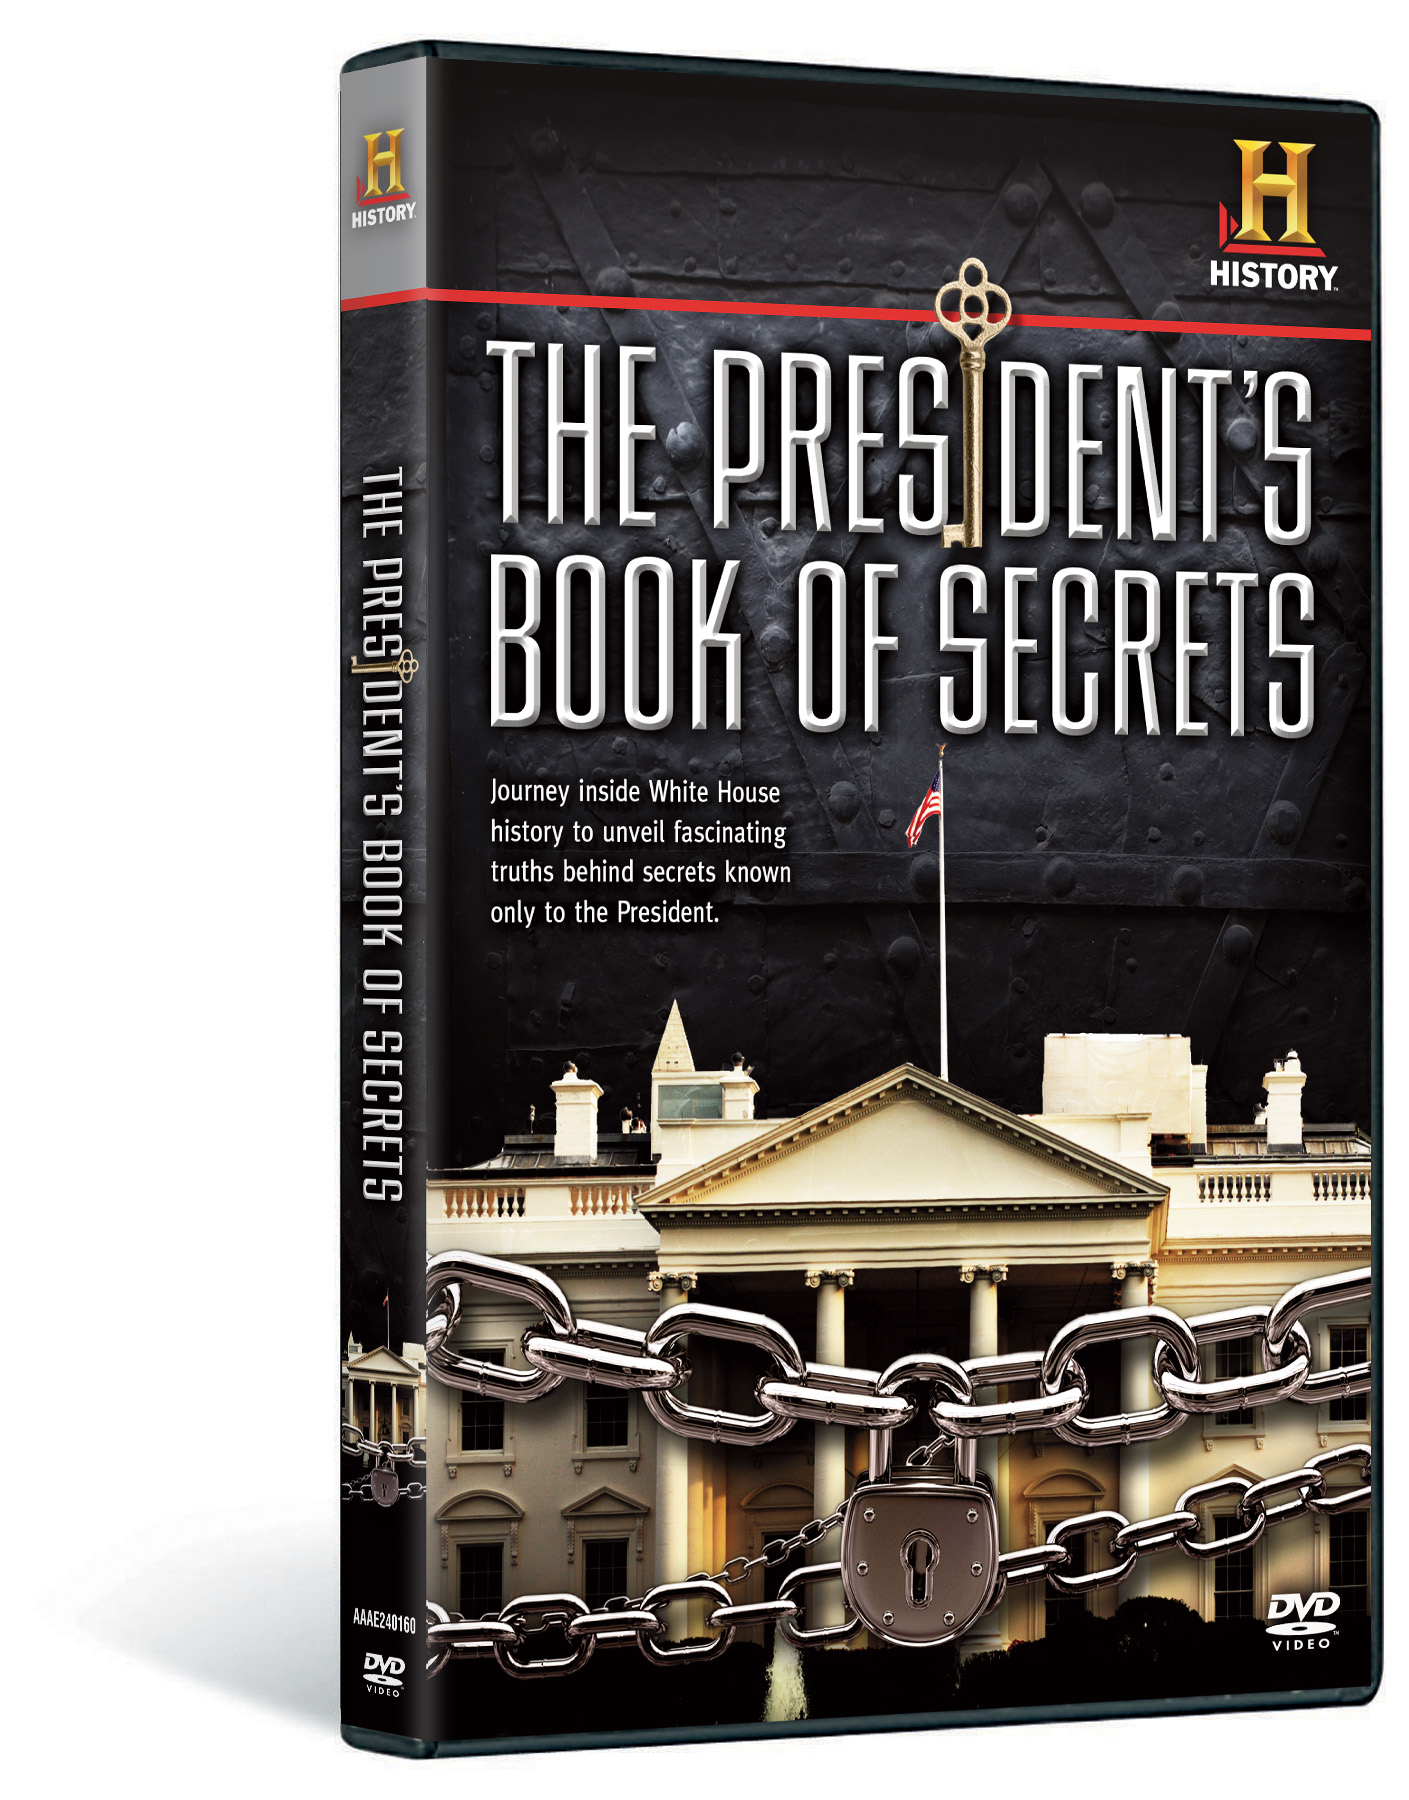 HISTORY
THE PRESIDENT'S BOOK OF SECRETS
AAAE240160
DVD
VIDEO
HISTORY
THE PRESIDENT'S
BOOK OF SECRETS
Journey inside White House
history to unveil fascinating
truths behind secrets known
only to the President.
DVD
VIDEO